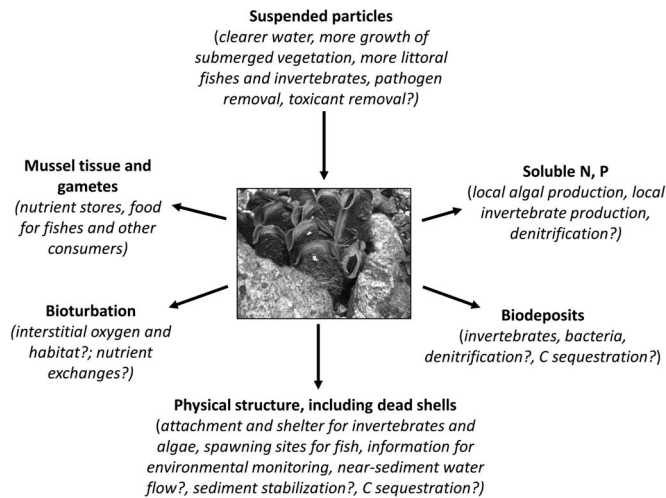 Suspended particles
(clearer water, more growth of
submerged vegetation, more littoral
fishes and invertebrates, pathogen
removal, toxicant removal?)
Mussel tissue and
gametes
(nutrient stores, food
for fishes and other
consumers)
Soluble N, P
(local algal production, local
invertebrate production,
denitrification?)
Bioturbation
(interstitial oxygen and
habitat?; nutrient
exchanges?)
Biodeposits
(invertebrates, bacteria,
denitrification?, C sequestration?)
Physical structure, including dead shells
(attachment and shelter for invertebrates and
algae, spawning sites for fish, information for
environmental monitoring, near-sediment water
flow?, sediment stabilization?, C sequestration?)